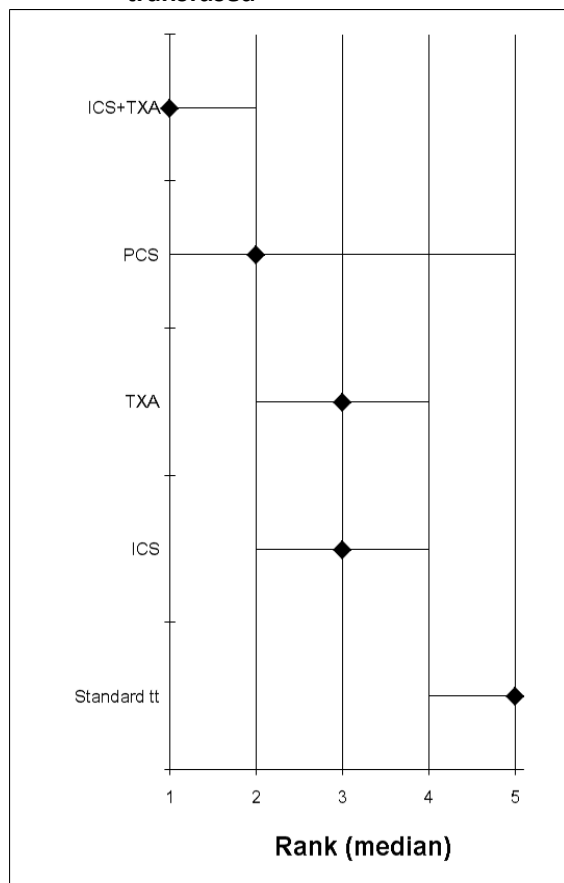 ICS+TXA
PCS
TXA
ICS
Standard tt
1 2 3 4 5
Rank (median)